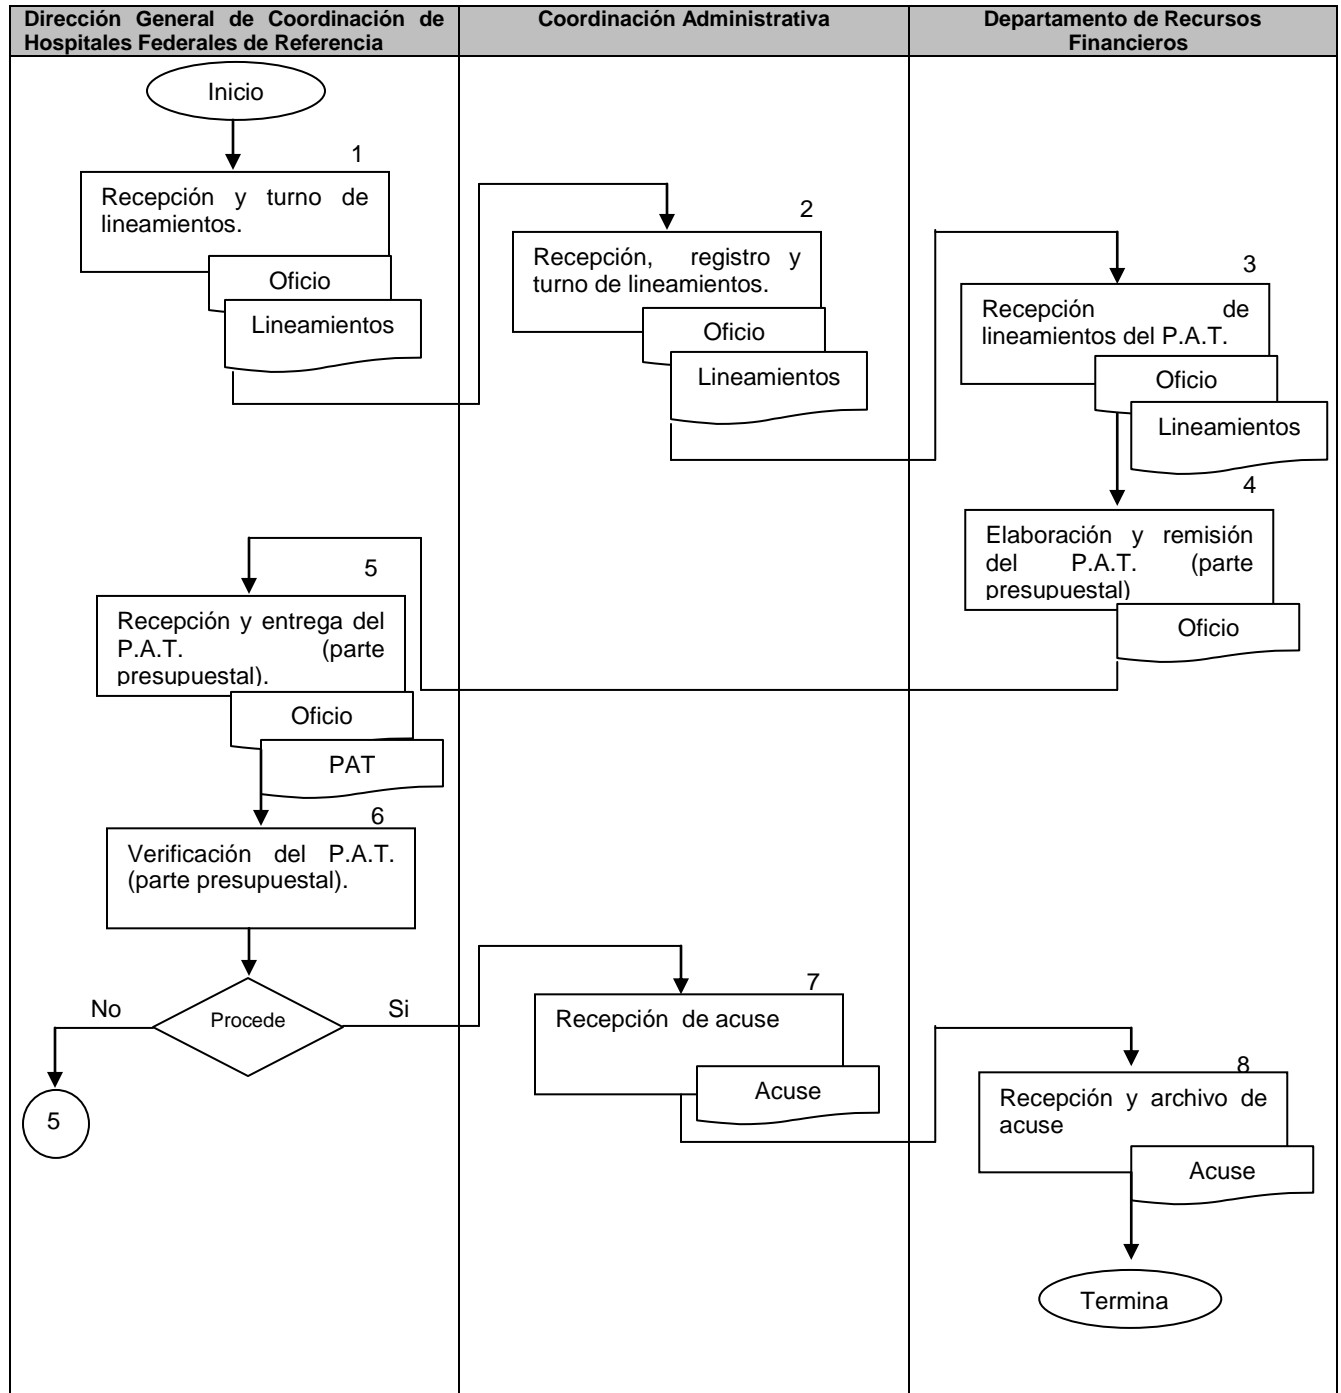 Dirección General de Coordinación de
Hospitales Federales de Referencia
Coordinación Administrativa
Departamento de Recursos
Financieros
Inicio
1
Recepción y turno de
lineamientos.
Oficio
Lineamientos
2
Recepción, registro y
turno de lineamientos.
Oficio
Lineamientos
3
Recepción de
lineamientos del P.A.T.
Oficio
Lineamientos
4
Elaboración y remisión
del P.A.T. (parte
presupuestal)
Oficio
5
Recepción y entrega del
P.A.T. (parte
presupuestal).
Oficio
PAT
6
Verificación del P.A.T.
(parte presupuestal).
No
Procede
Si
5
7
Recepción de acuse
Acuse
8
Recepción y archivo de
acuse
Acuse
Termina